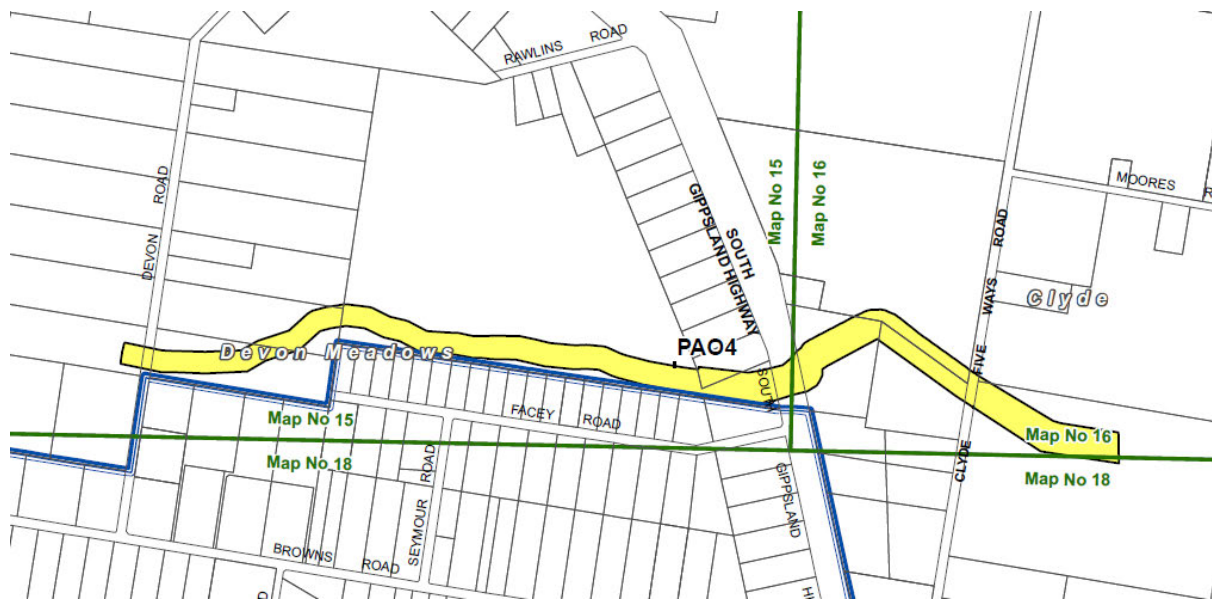 RAWLINS ROAD
DEVON ROAD
Map No 15
Map No 16
MOORES
SOUTH
GIPPSLAND HIGHWAY
CLYDE FIVE WAYS ROAD
Clyde
Devon Meadows
PAO4
SOUTH
GIPPSLAND
FACEY ROAD
Map No 15
Map No 18
Map No 16
Map No 18
SEYMOUR ROAD
BROWNS ROAD